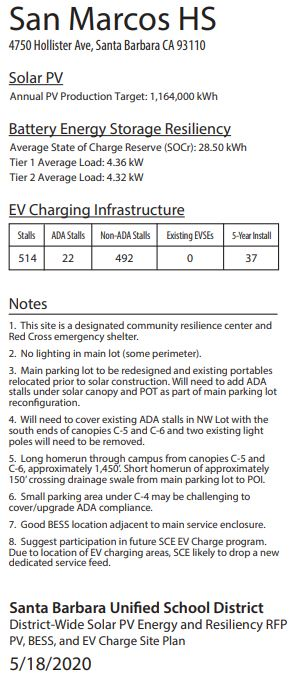 San Marcos HS
4750 Hollister Ave, Santa Barbara CA 93110
Solar PV
Annual PV Production Target: 1,164,000 kWh
Battery Energy Storage Resiliency
Average State of Charge Reserve (SOCr): 28.50 kWh
Tier 1 Average Load: 4.36 kW
Tier 2 Average Load: 4.32 kW
EV Charging Infrastructure
Stalls ADA Stalls Non-ADA Stalls Existing EVSEs 5-Year Install
514 22 492 0 37
Notes
1. This site is a designated community resilience center and
Red Cross emergency shelter.
2. No lighting in main lot (some perimeter).
3. Main parking lot to be redesigned and existing portables
relocated prior to solar construction. Will need to add ADA
stalls under solar canopy and POT as part of main parking lot
reconfiguration.
4. Will need to cover existing ADA stalls in NW Lot with the
south ends of canopies C-5 and C-6 and two existing light
poles will need to be removed.
5. Long homerun through campus from canopies C-5 and
C-6, approximately 1,450'. Short homerun of approximately
150' crossing drainage swale from main parking lot to POI.
6. Small parking area under C-4 may be challenging to
cover/upgrade ADA compliance.
7. Good BESS location adjacent to main service enclosure.
8. Suggest participation in future SCE EV Charge program.
Due to location of EV charging areas, SCE likely to drop a new
dedicated service feed.
Santa Barbara Unified School District
District-Wide Solar PV Energy and Resiliency RFP
PV, BESS, and EV Charge Site Plan
5/18/2020